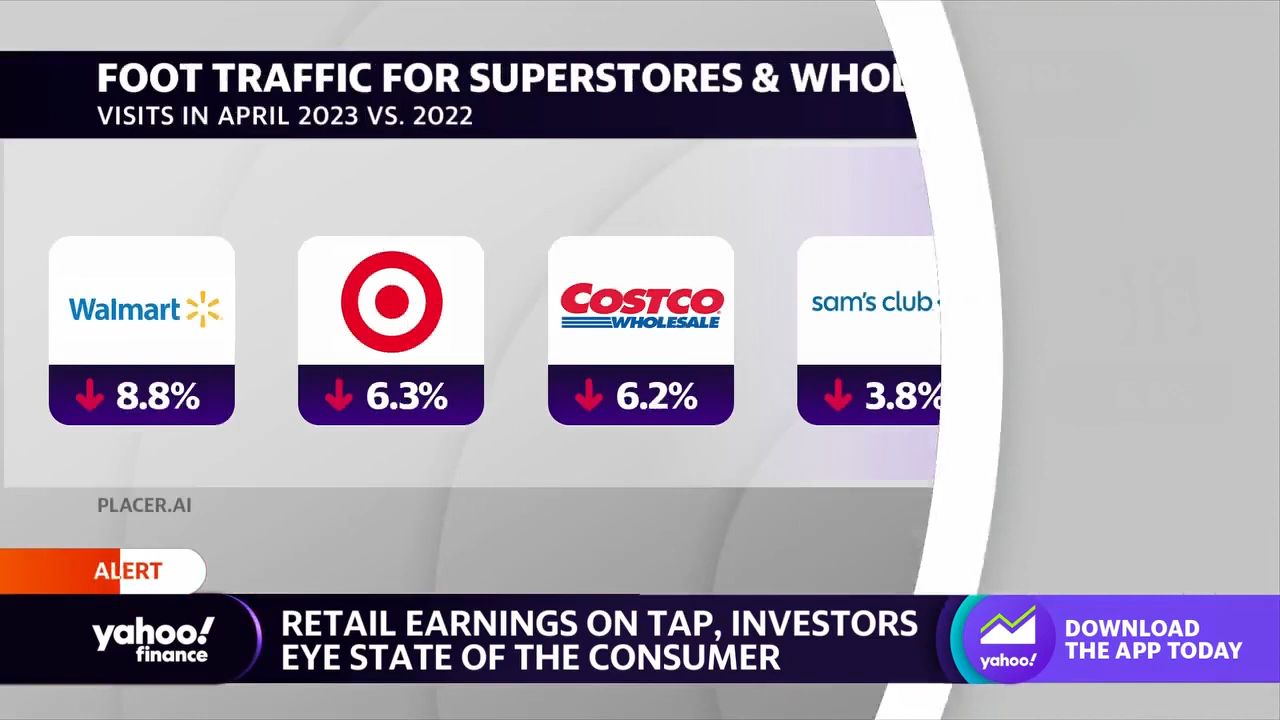 FOOT TRAFFIC FOR SUPERSTORES &
VISITS IN APRIL 2023 VS. 2022
Walmart
COSTCO
WHOLESALE
sam's club
8.8%
6.3%
6.2%
3.8%
PLACER.AI
ALERT
yahoo!
finance
RETAIL EARNINGS ON TAP, INVESTORS
EYE STATE OF THE CONSUMER
yahoo!
DOWNLOAD
THE APP TODAY